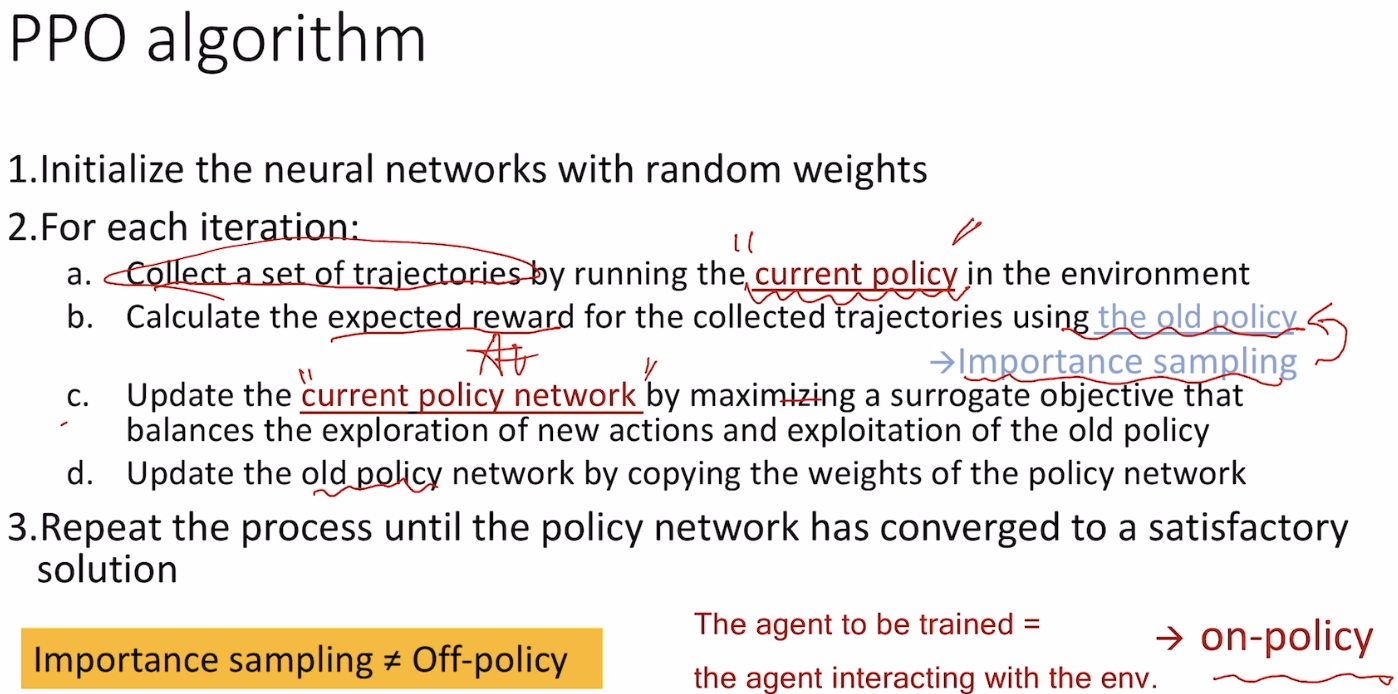 PPO algorithm
1.Initialize the neural networks with random weights
2.For each iteration:
a. Collect a set of trajectories by running the "current policy" in the environment
b. Calculate the expected reward for the collected trajectories using the old policy
At
→Importance sampling
c. Update the "current policy network" by maximizing a surrogate objective that
balances the exploration of new actions and exploitation of the old policy
d. Update the old policy network by copying the weights of the policy network
3.Repeat the process until the policy network has converged to a satisfactory
solution
Importance sampling ≠ Off-policy
The agent to be trained =
the agent interacting with the env.
→ on-policy